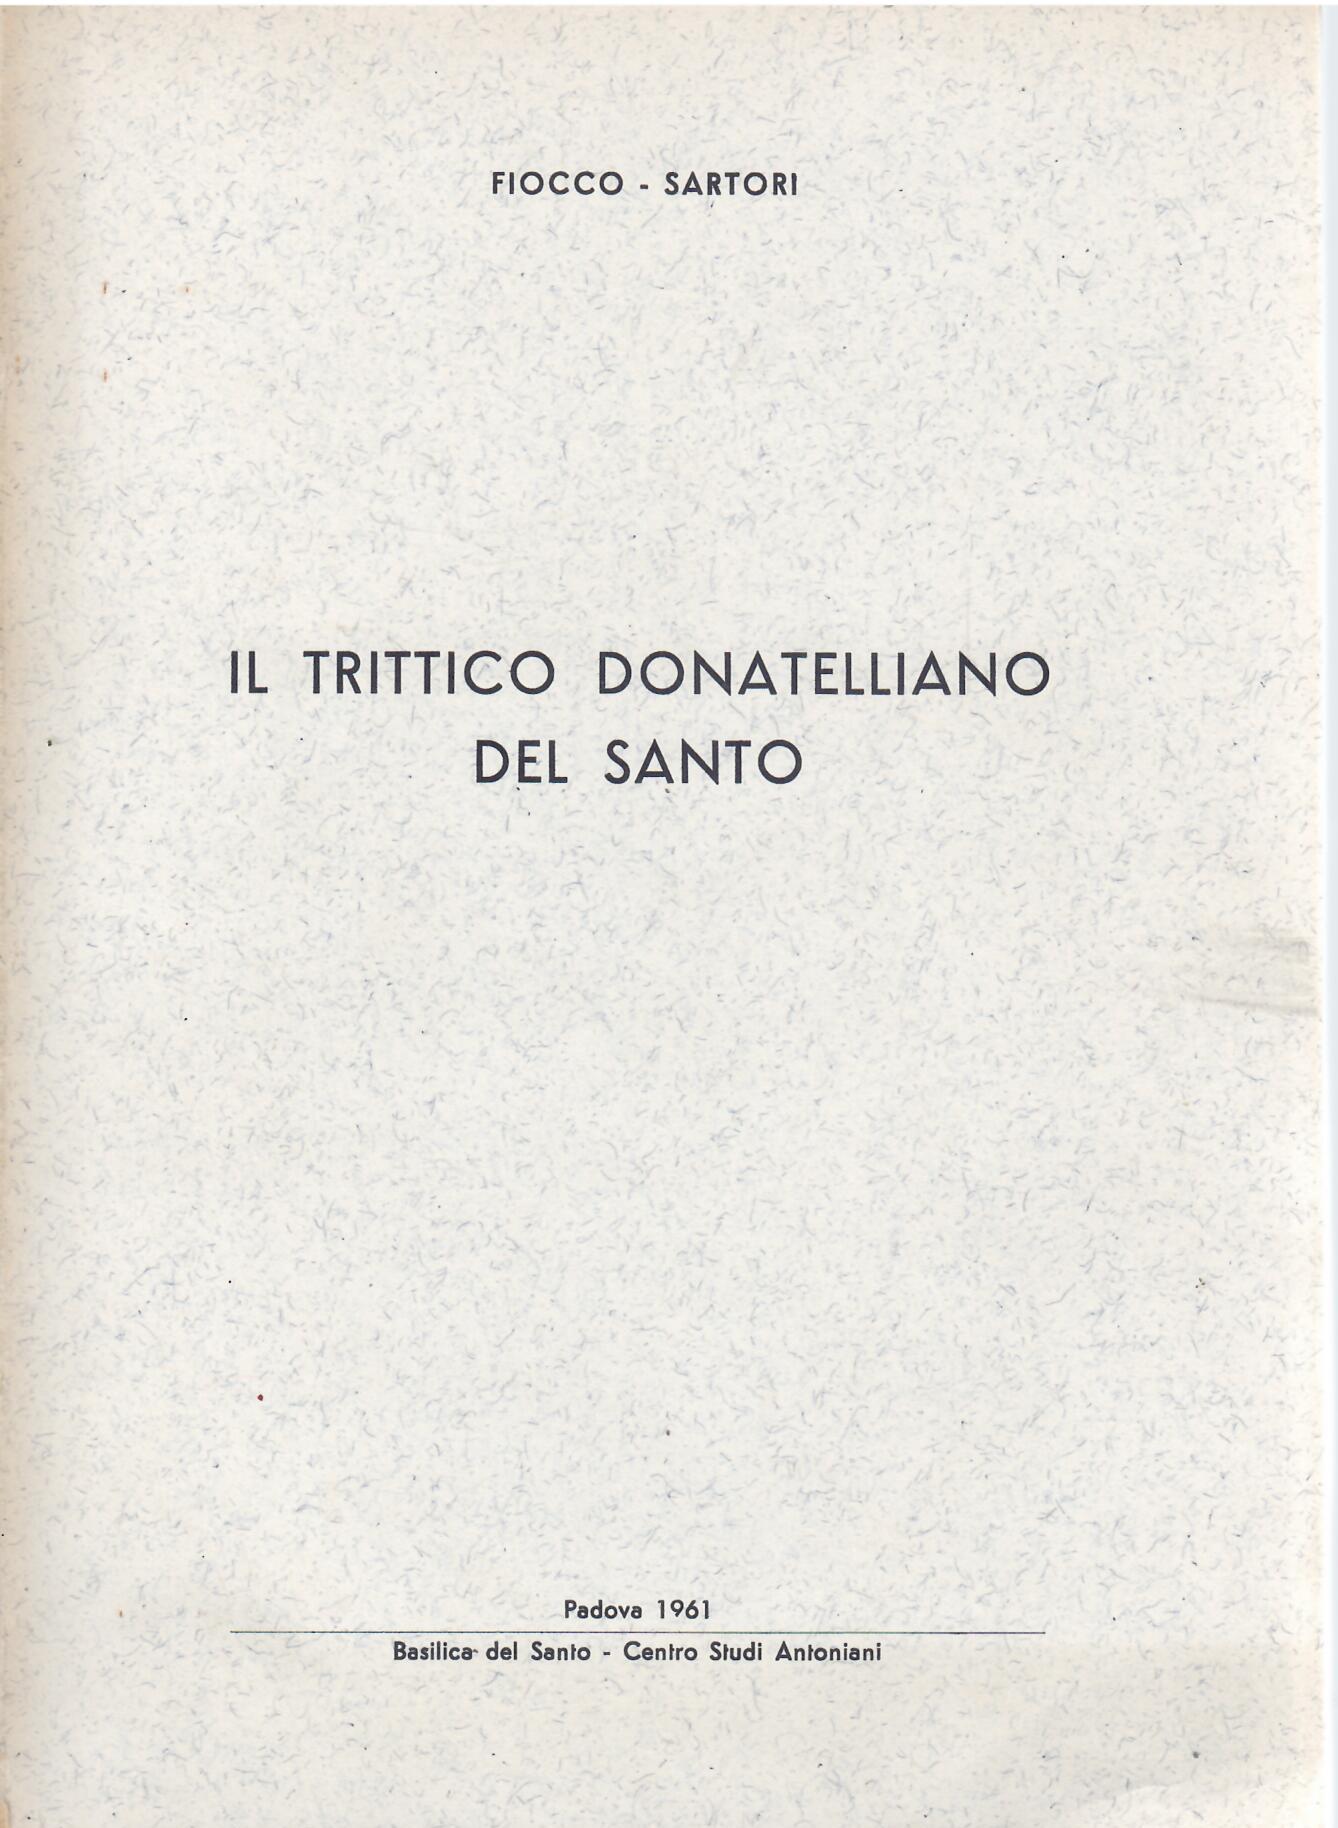 FIOCCO - SARTORI
IL TRITTICO DONATELLIANO
DEL SANTO
Padova 1961
Basilica del Santo - Centro Studi Antoniani